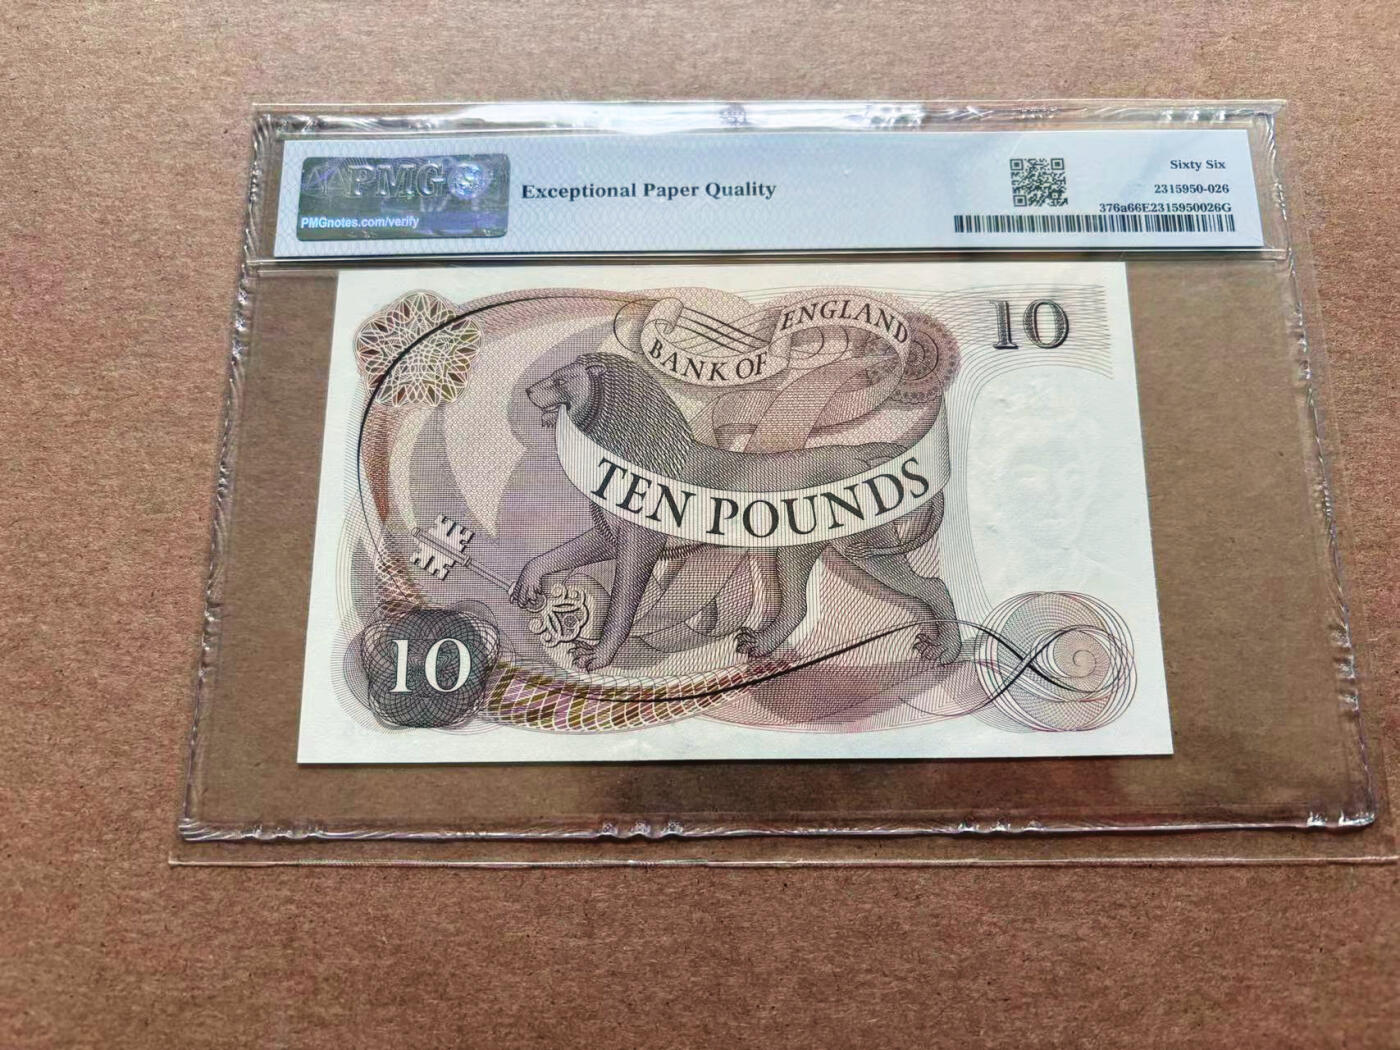 PMG
PMGnotes.com/verify
Exceptional Paper Quality
Sixty Six
2315950-026
376a66E2315950026G
BANK OF ENGLAND
10
TEN POUNDS
10